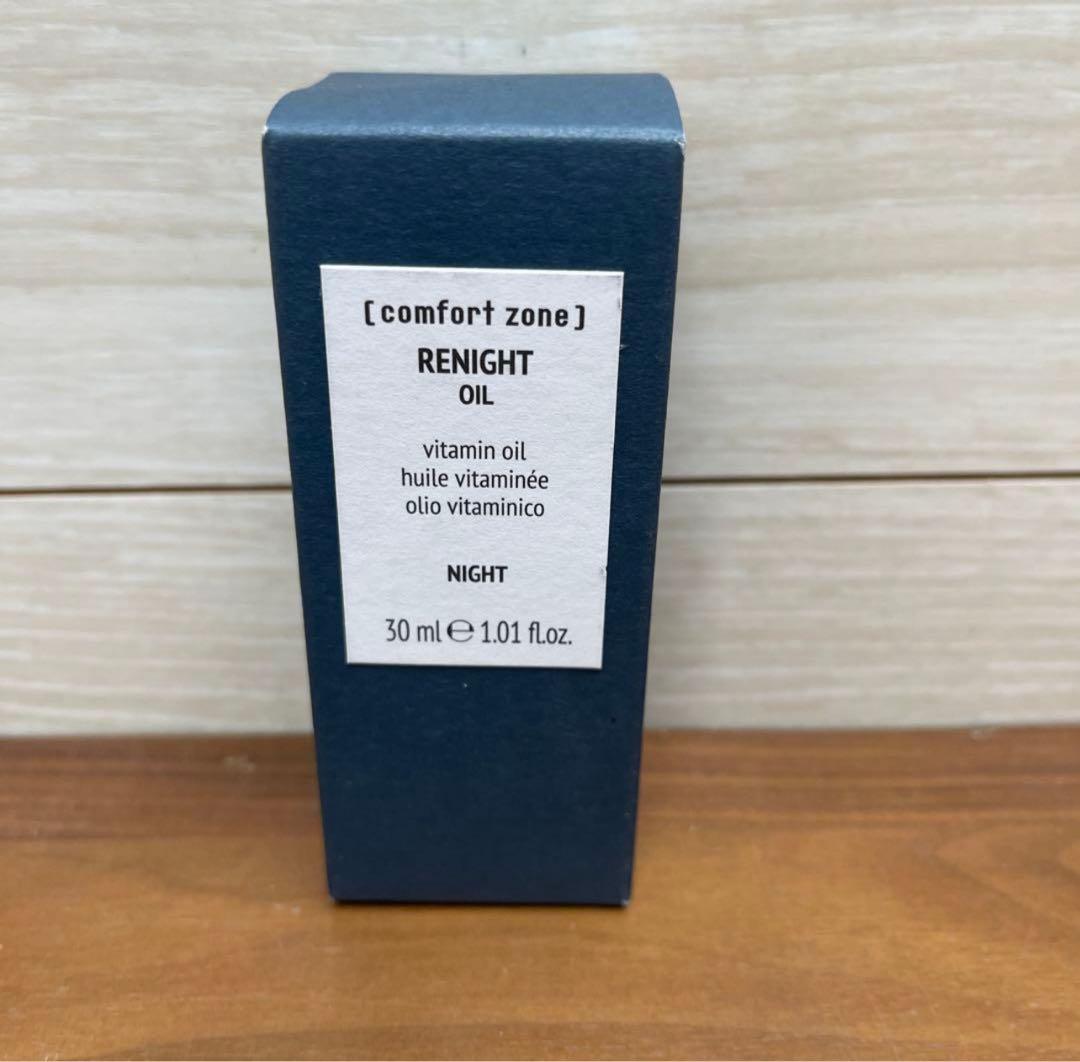 [comfort zone]
RENIGHT
OIL
vitamin oil
huile vitaminée
olio vitaminico
NIGHT
30 ml ℮ 1.01 fl.oz.